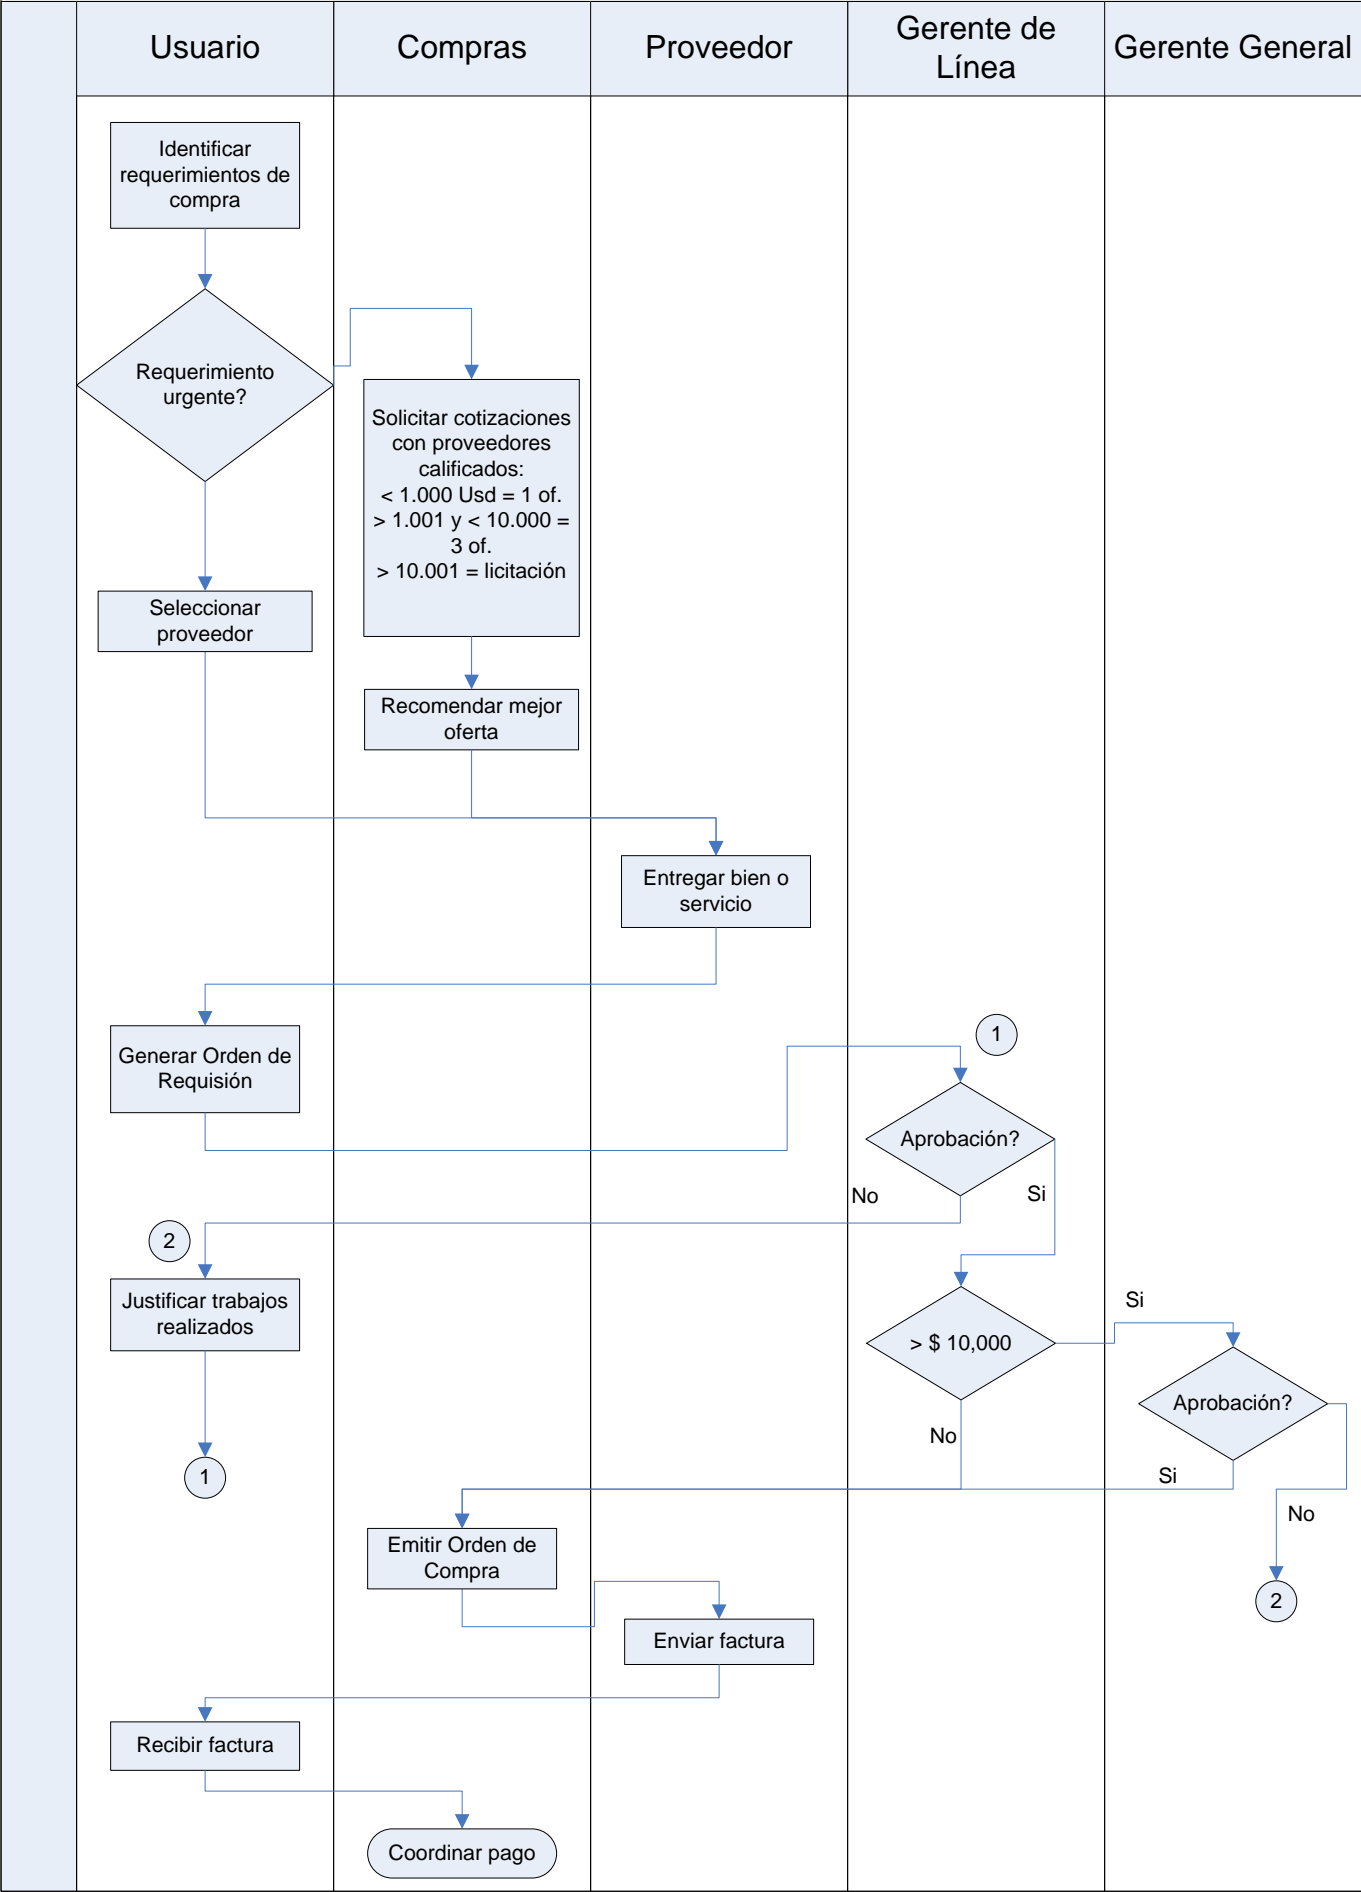 Usuario
Compras
Proveedor
Gerente de
Línea
Gerente General
Identificar
requerimientos de
compra
Requerimiento
urgente?
Solicitar cotizaciones
con proveedores
calificados:
< 1.000 Usd = 1 of.
> 1.001 y < 10.000 =
3 of.
> 10.001 = licitación
Seleccionar
proveedor
Recomendar mejor
oferta
Entregar bien o
servicio
Generar Orden de
Requisión
1
Aprobación?
No
Si
2
Justificar trabajos
realizados
1
> $ 10,000
Si
Aprobación?
No
Si
No
2
Emitir Orden de
Compra
Enviar factura
Recibir factura
Coordinar pago